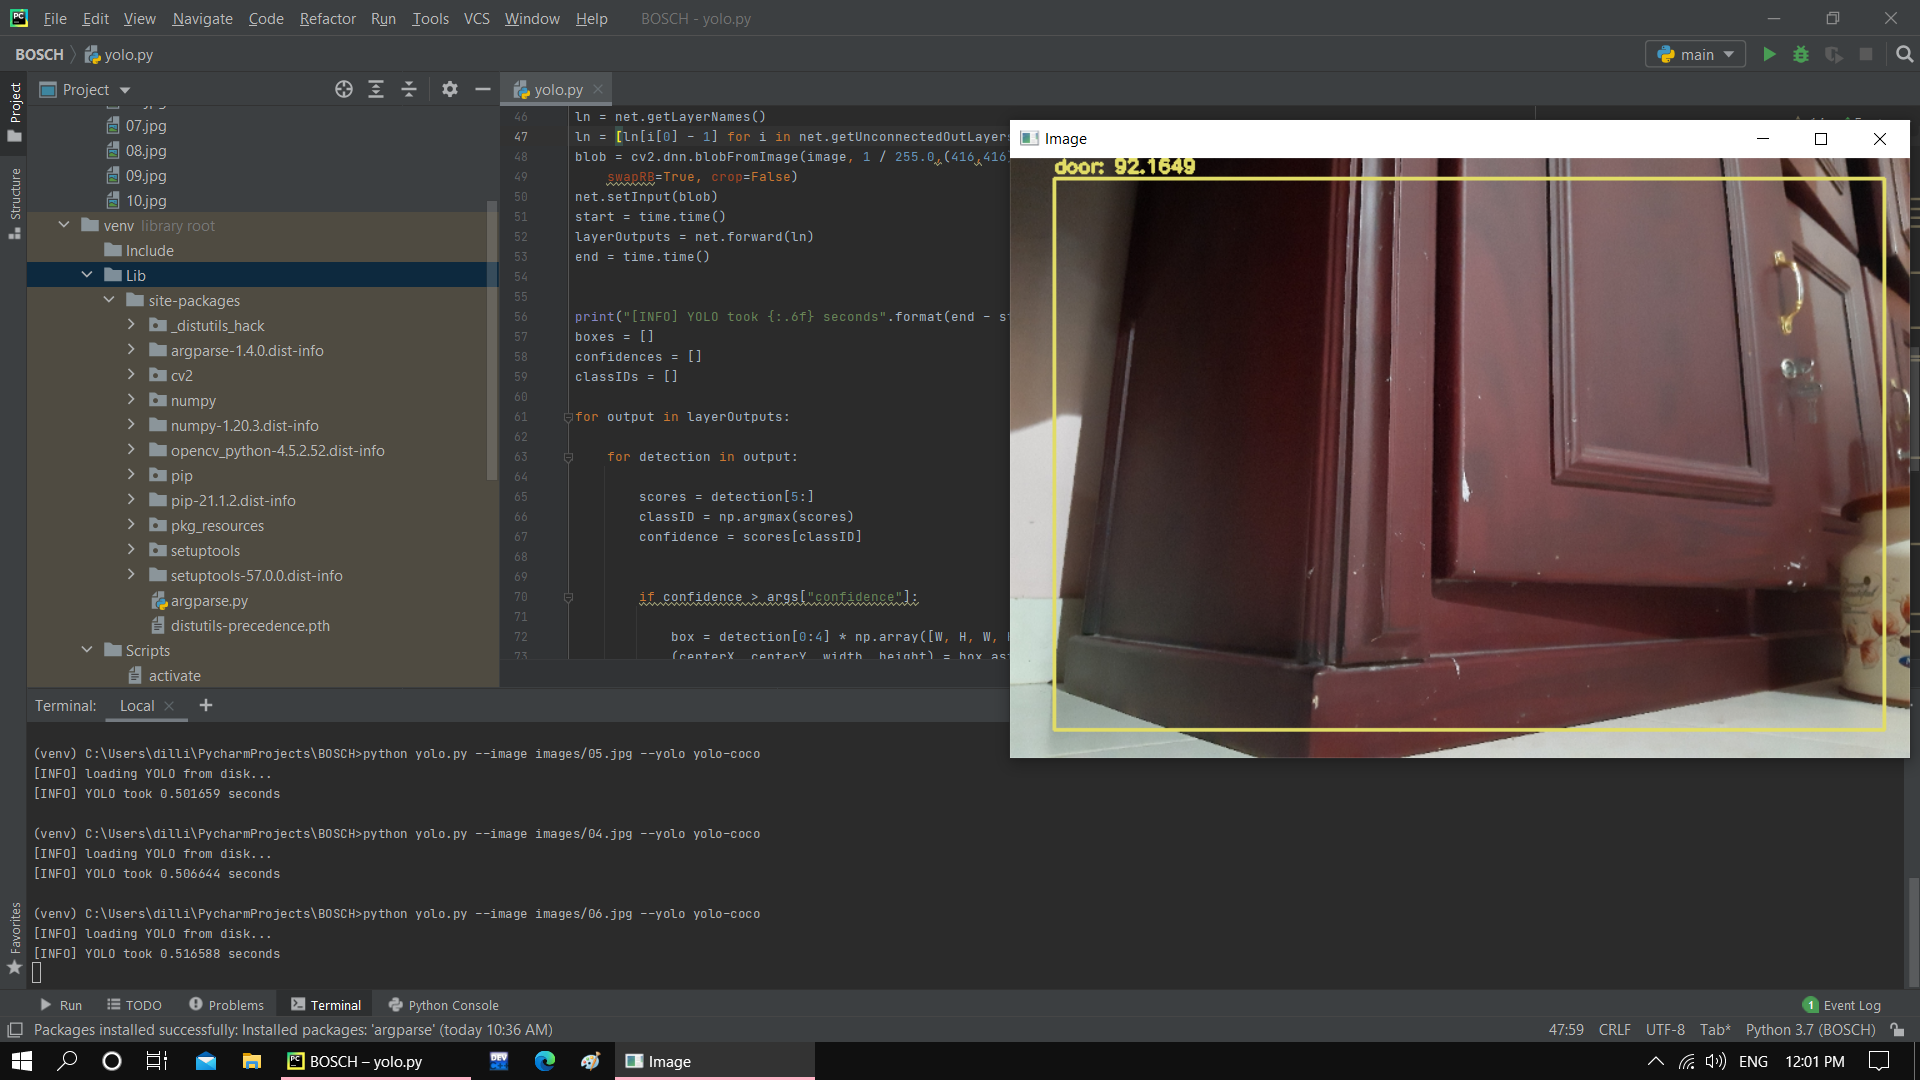 File Edit View Navigate Code Refactor Run Tools VCS Window Help BOSCH - yolo.py
BOSCH yolo.py
main
Project
yolo.py
07.jpg
08.jpg
09.jpg
10.jpg
venv library root
Include
Lib
site-packages
_distutils_hack
argparse-1.4.0.dist-info
cv2
numpy
numpy-1.20.3.dist-info
opencv_python-4.5.2.52.dist-info
pip
pip-21.1.2.dist-info
pkg_resources
setuptools
setuptools-57.0.0.dist-info
argparse.py
distutils-precedence.pth
Scripts
activate
Project
Structure
Favorites
46 ln = net.getLayerNames()
47 ln = [ln[i[0] - 1] for i in net.getUnconnectedOutLayers
48 blob = cv2.dnn.blobFromImage(image, 1 / 255.0,(416,416
49 swapRB=True, crop=False)
50 net.setInput(blob)
51 start = time.time()
52 layerOutputs = net.forward(ln)
53 end = time.time()
54
55
56 print("[INFO] YOLO took {:.6f} seconds".format(end - s
57 boxes = []
58 confidences = []
59 classIDs = []
60
61 for output in layerOutputs:
62
63 for detection in output:
64
65 scores = detection[5:]
66 classID = np.argmax(scores)
67 confidence = scores[classID]
68
69
70 if confidence > args["confidence"]:
71
72 box = detection[0:4] * np.array([W, H, W,
73 (centerX, centerY, width, height) = box.as
Image
door: 92.1649
Terminal: Local
(venv) C:\Users\dilli\PycharmProjects\BOSCH>python yolo.py --image images/05.jpg --yolo yolo-coco
[INFO] loading YOLO from disk...
[INFO] YOLO took 0.501659 seconds
(venv) C:\Users\dilli\PycharmProjects\BOSCH>python yolo.py --image images/04.jpg --yolo yolo-coco
[INFO] loading YOLO from disk...
[INFO] YOLO took 0.506644 seconds
(venv) C:\Users\dilli\PycharmProjects\BOSCH>python yolo.py --image images/06.jpg --yolo yolo-coco
[INFO] loading YOLO from disk...
[INFO] YOLO took 0.516588 seconds
Run TODO Problems Terminal Python Console 1 Event Log
Packages installed successfully: Installed packages: 'argparse' (today 10:36 AM) 47:59 CRLF UTF-8 Tab* Python 3.7 (BOSCH)
BOSCH – yolo.py DEV Image ENG 12:01 PM